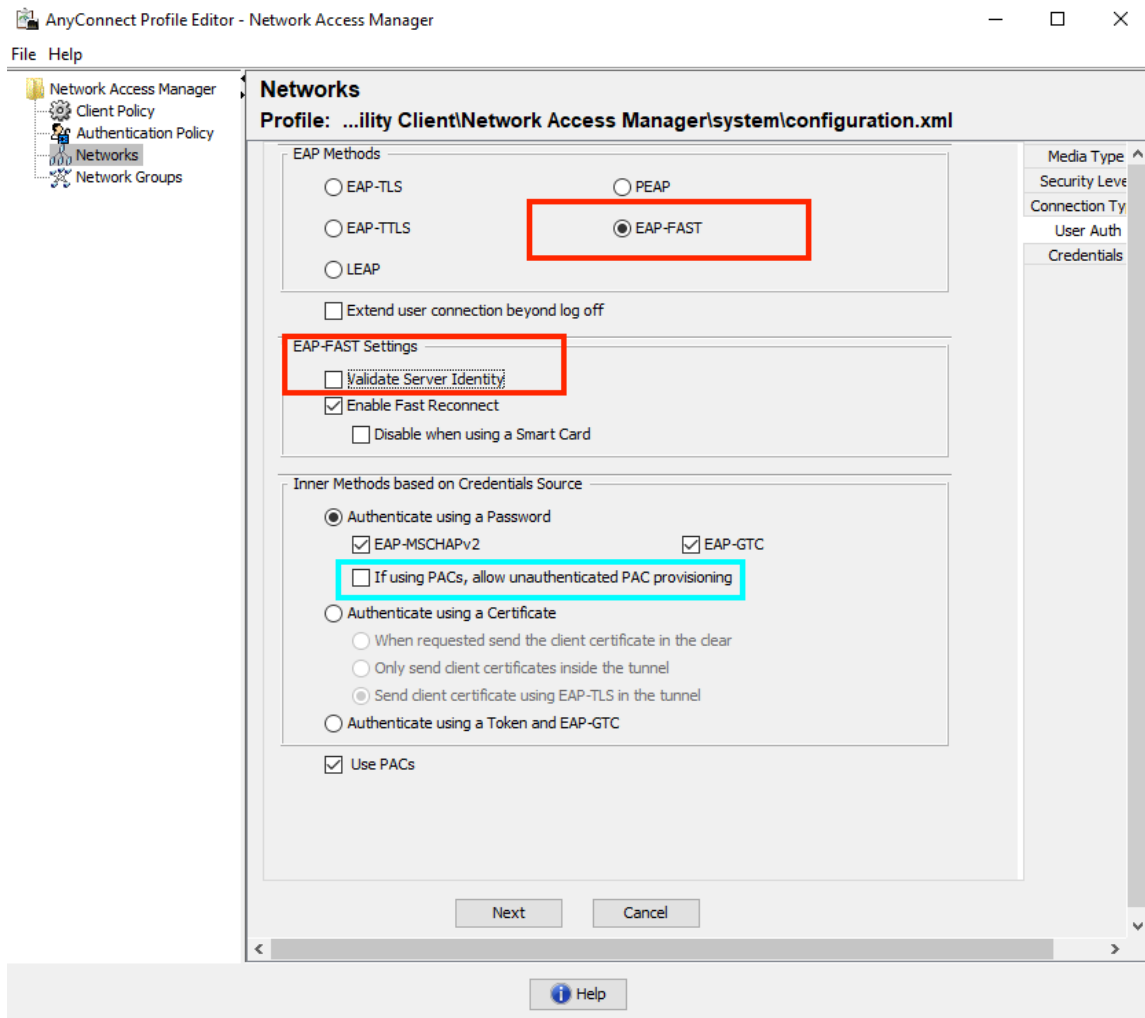 AnyConnect Profile Editor - Network Access Manager
File Help
Network Access Manager
Client Policy
Authentication Policy
Networks
Network Groups
Networks
Profile: ...ility Client\Network Access Manager\system\configuration.xml
EAP Methods
EAP-TLS PEAP
EAP-TTLS EAP-FAST
LEAP
Extend user connection beyond log off
EAP-FAST Settings
Validate Server Identity
Enable Fast Reconnect
Disable when using a Smart Card
Inner Methods based on Credentials Source
Authenticate using a Password
EAP-MSCHAPv2 EAP-GTC
If using PACs, allow unauthenticated PAC provisioning
Authenticate using a Certificate
When requested send the client certificate in the clear
Only send client certificates inside the tunnel
Send client certificate using EAP-TLS in the tunnel
Authenticate using a Token and EAP-GTC
Use PACs
Media Type
Security Leve
Connection Ty
User Auth
Credentials
Next Cancel
Help